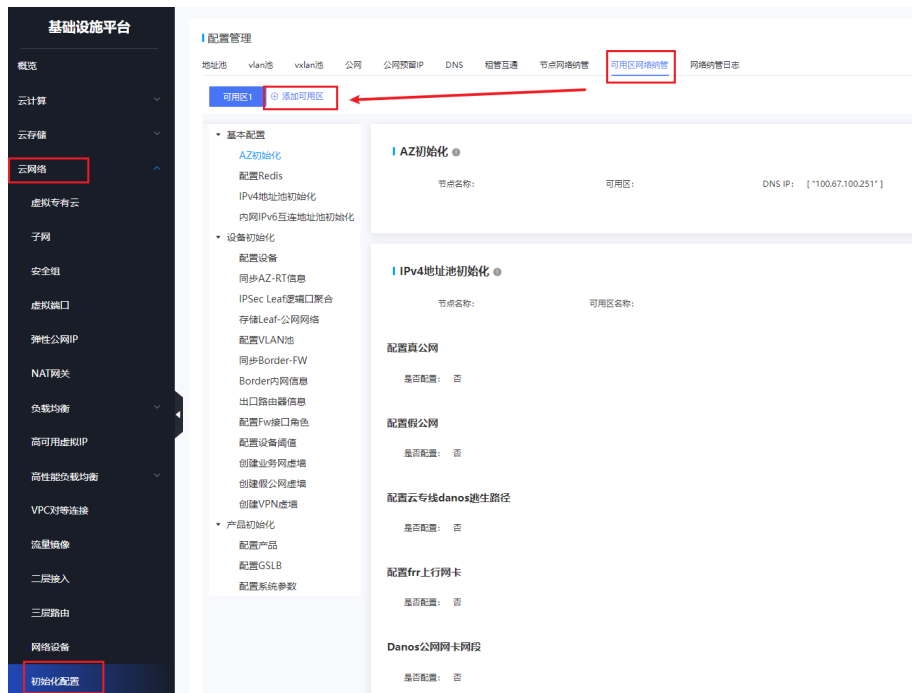 基础设施平台
概览
云计算
云存储
云网络
虚拟专有云
子网
安全组
虚拟端口
弹性公网IP
NAT网关
负载均衡
高可用虚拟IP
高性能负载均衡
VPC对等连接
流量镜像
二层接入
三层路由
网络设备
初始化配置
配置管理
地址池 vlan池 vxlan池 公网 公网预留IP DNS 租管互通 节点网络纳管 可用区网络纳管 网络纳管日志
可用区1 添加可用区
基本配置
AZ初始化
配置Redis
IPv4地址池初始化
内网IPv6互连地址池初始化
设备初始化
配置设备
同步AZ-RT信息
IPSec Leaf逻辑口聚合
存储Leaf-公网网络
配置VLAN池
同步Border-FW
Border内网信息
出口路由器信息
配置Fw接口角色
配置设备阈值
创建业务网虚墙
创建假公网虚墙
创建VPN虚墙
产品初始化
配置产品
配置GSLB
配置系统参数
AZ初始化
节点名称: 可用区: DNS IP: [ "100.67.100.251" ]
IPv4地址池初始化
节点名称: 可用区名称:
配置真公网
是否配置: 否
配置假公网
是否配置: 否
配置云专线danos逃生路径
是否配置: 否
配置frr上行网卡
是否配置: 否
Danos公网网卡网段
是否配置: 否